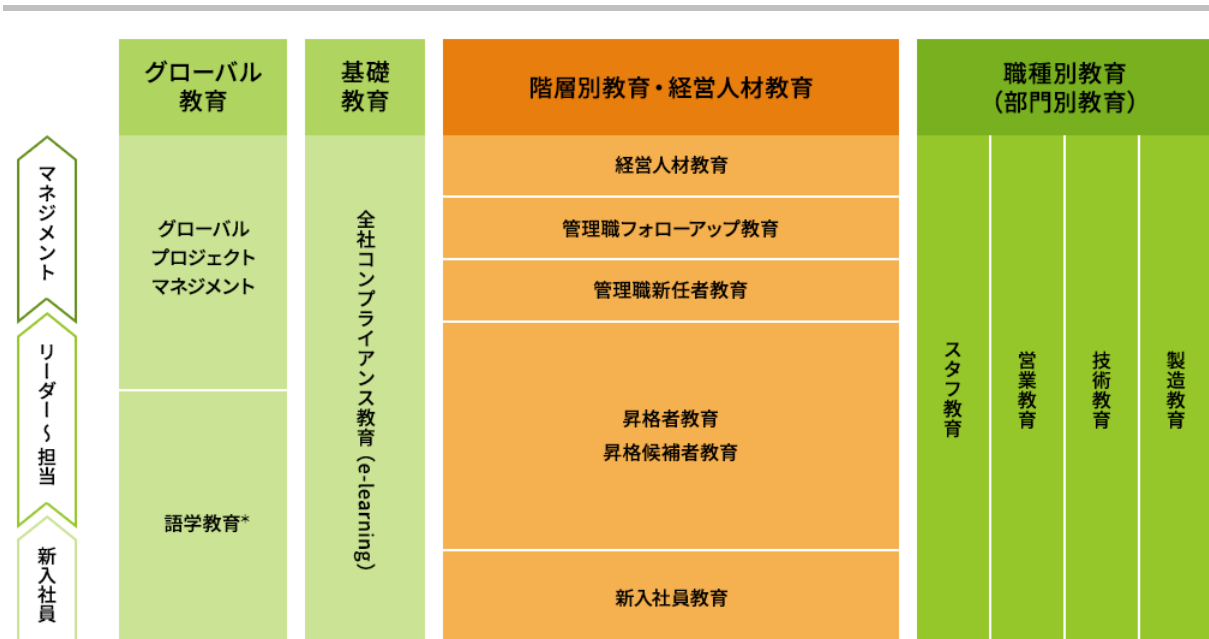 グローバル
教育
基礎
教育
階層別教育・経営人材教育
職種別教育
（部門別教育）
マネジメント
リーダー～担当
新入社員
グローバル
プロジェクト
マネジメント
語学教育*
全社コンプライアンス教育（e-learning）
経営人材教育
管理職フォローアップ教育
管理職新任者教育
昇格者教育
昇格候補者教育
新入社員教育
スタッフ教育
営業教育
技術教育
製造教育